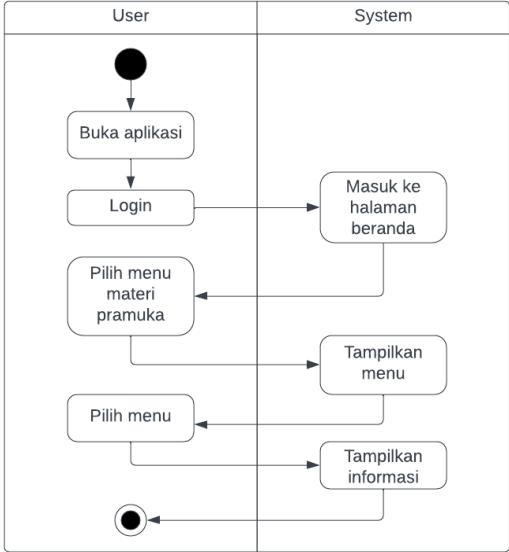 User
System
Buka aplikasi
Login
Masuk ke
halaman
beranda
Pilih menu
materi
pramuka
Tampilkan
menu
Pilih menu
Tampilkan
informasi